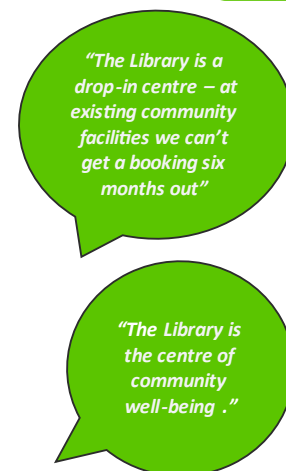 “The Library is a
drop-in centre – at
existing community
facilities we can’t
get a booking six
months out”
“The Library is
the centre of
community
well-being .”